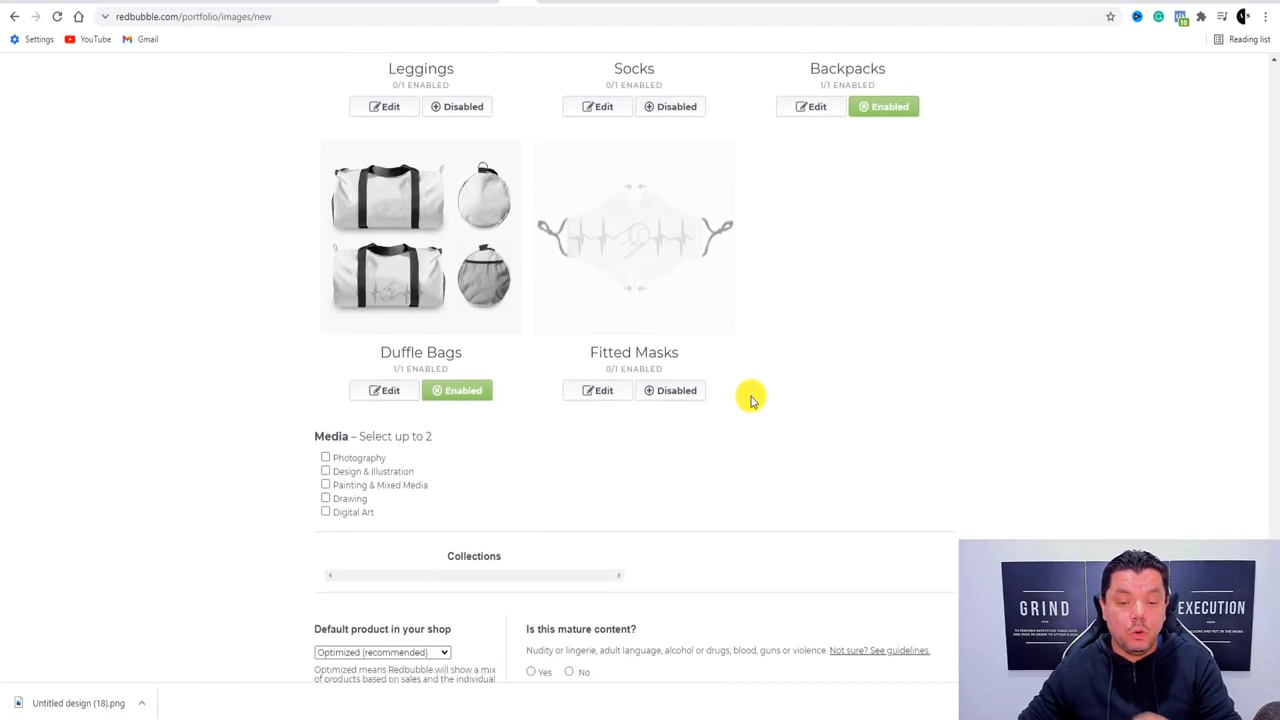 redbubble.com/portfolio/images/new
10
Reading list
Settings
YouTube
Gmail
Leggings
Socks
Backpacks
0/1 ENABLED
0/1 ENABLED
1/1 ENABLED
Edit
Disabled
Edit
Disabled
Edit
Enabled
Duffle Bags
Fitted Masks
1/1 ENABLED
0/1 ENABLED
Edit
Enabled
Edit
Disabled
Media – Select up to 2
Photography
Design & Illustration
Painting & Mixed Media
Drawing
Digital Art
Collections
Default product in your shop
Optimized (recommended)
Optimized means Redbubble will show a mix
of products based on sales and the individual
Is this mature content?
Nudity or lingerie, adult language, alcohol or drugs, blood, guns or violence. Not sure? See guidelines.
Yes
No
GRIND
EXECUTION
Untitled design (18).png